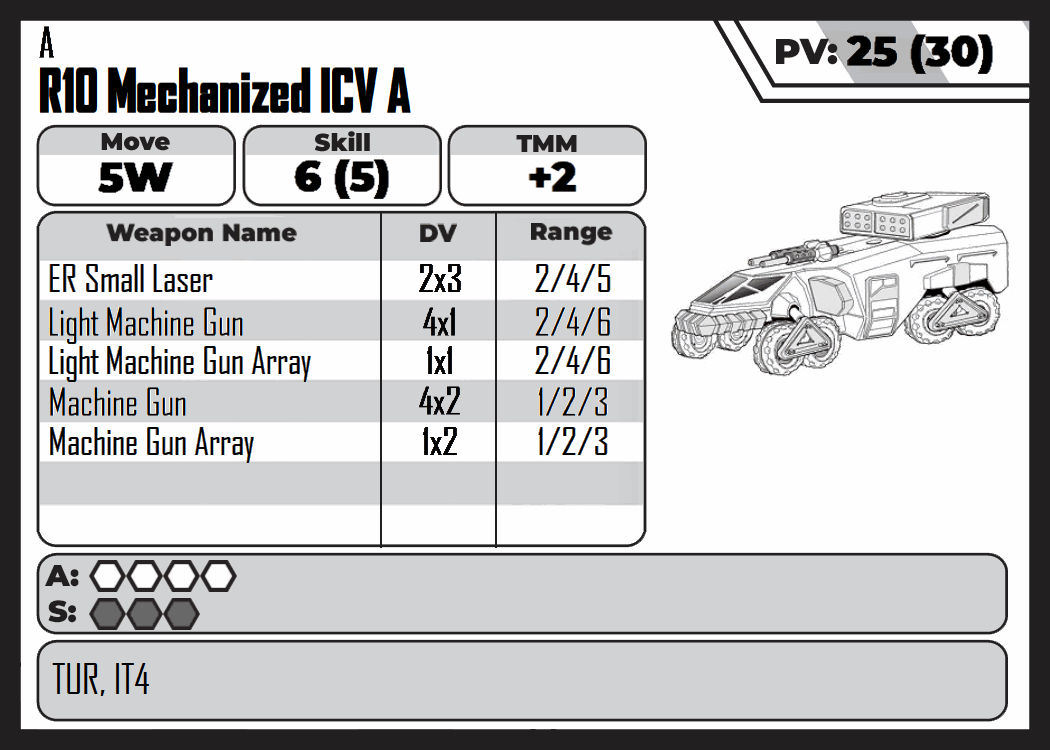 A
R10 Mechanized ICV A
PV: 25 (30)
Move Skill TMM
5W 6 (5) +2
Weapon Name DV Range
ER Small Laser 2x3 2/4/5
Light Machine Gun 4x1 2/4/6
Light Machine Gun Array 1x1 2/4/6
Machine Gun 4x2 1/2/3
Machine Gun Array 1x2 1/2/3
A:
S:
TUR, IT4